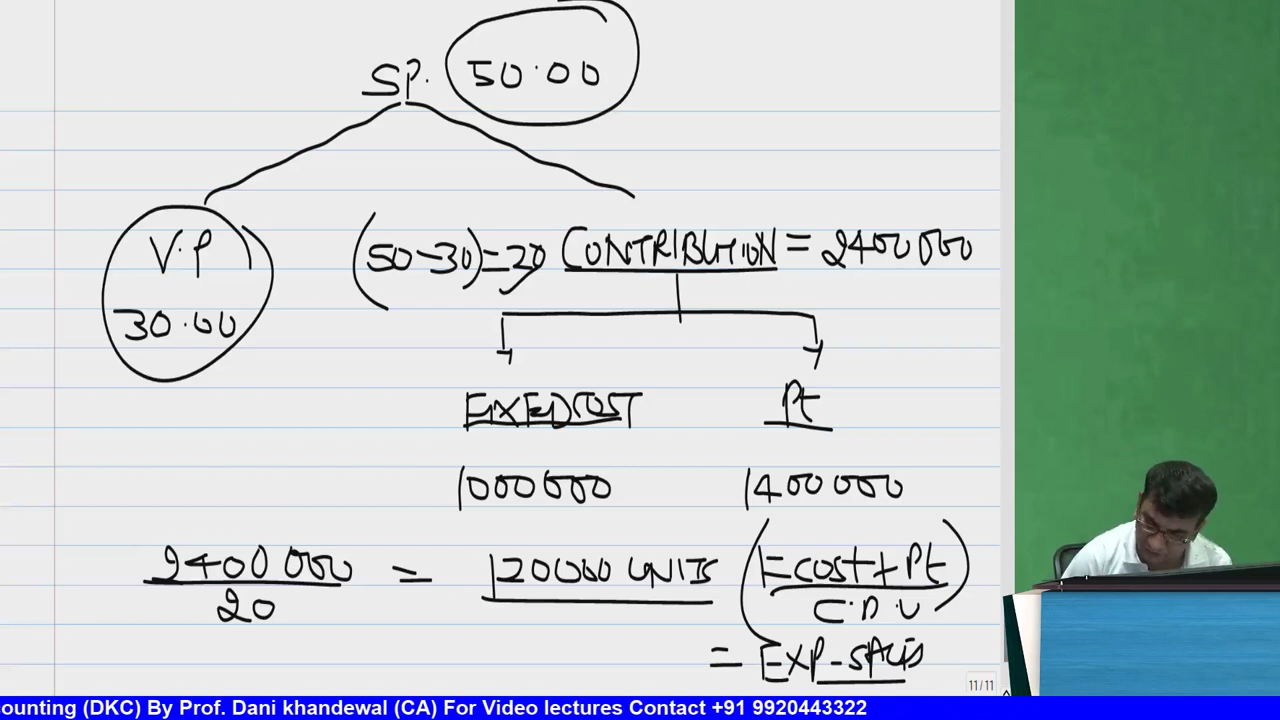 SP. 50.00
V.P
30.00
(50-30)=20 CONTRIBUTION = 2400000
FIXED COST
Pt
1000000
1400000
2400000 = 120000 UNITS (F=cost+Pt)
20
C.P.U
= EXP-SALES
11/11
counting (DKC) By Prof. Dani khandewal (CA) For Video lectures Contact +91 9920443322